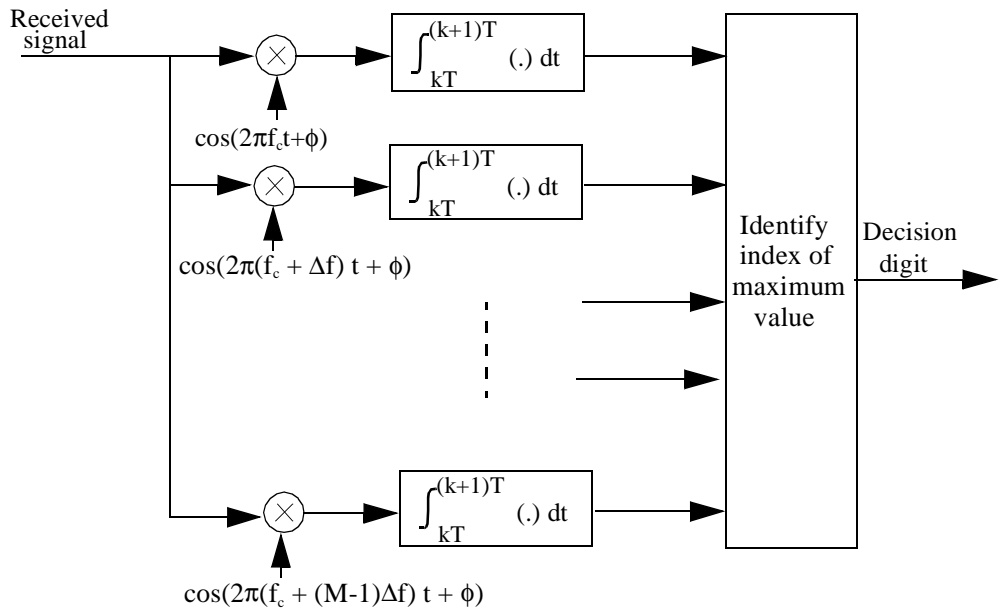 Received
signal
∫ (k+1)T kT (.) dt
cos(2πf_c t+ϕ)
∫ (k+1)T kT (.) dt
cos(2π(f_c + Δf) t + ϕ)
Identify
index of
maximum
value
Decision
digit
∫ (k+1)T kT (.) dt
cos(2π(f_c + (M-1)Δf) t + ϕ)